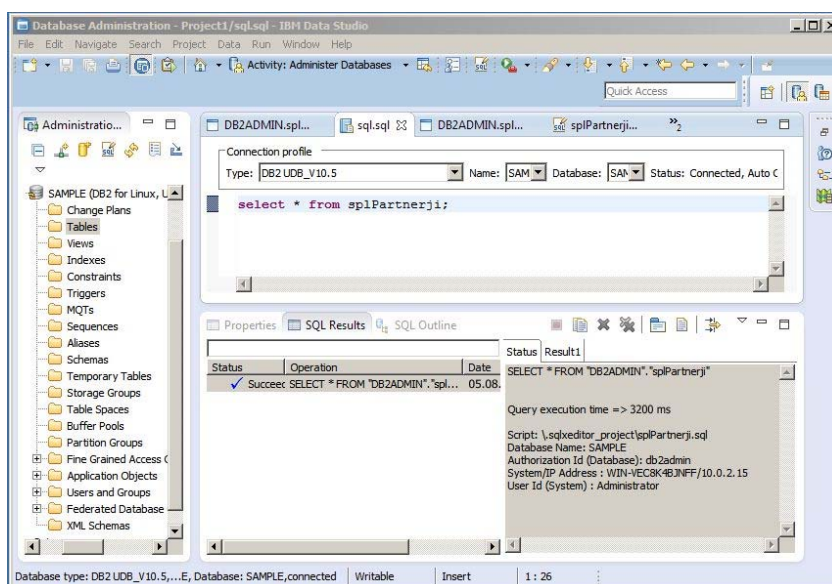 Database Administration - Project1/sql.sql - IBM Data Studio
File Edit Navigate Search Project Data Run Window Help
Activity: Administer Databases
Quick Access
Administratio...
DB2ADMIN.spl...
sql.sql
DB2ADMIN.spl...
splPartnerji...
»2
Connection profile
Type: DB2 UDB_V10.5 Name: SAM Database: SAM Status: Connected, Auto C
select * from splPartnerji;
SAMPLE (DB2 for Linux, U
Change Plans
Tables
Views
Indexes
Constraints
Triggers
MQTs
Sequences
Aliases
Schemas
Temporary Tables
Storage Groups
Table Spaces
Buffer Pools
Partition Groups
Fine Grained Access C
Application Objects
Users and Groups
Federated Database
XML Schemas
Properties SQL Results SQL Outline
Status Operation Date
Succeec SELECT * FROM "DB2ADMIN"."spl... 05.08.
Status Result1
SELECT * FROM "DB2ADMIN"."splPartnerji"
Query execution time => 3200 ms
Script: \.sqlxeditor_project\splPartnerji.sql
Database Name: SAMPLE
Authorization Id (Database): db2admin
System/IP Address : WIN-VEC8K4BJNFF/10.0.2.15
User Id (System) : Administrator
Database type: DB2 UDB_V10.5,...E, Database: SAMPLE,connected Writable Insert 1 : 26